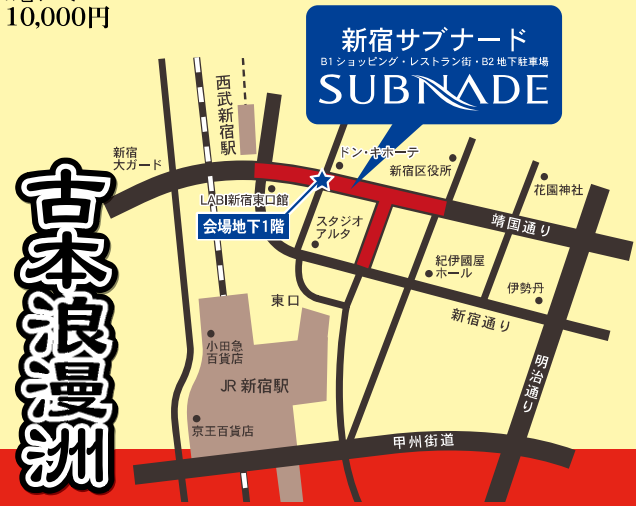 10,000円
新宿サブナード
B1ショッピング・レストラン街・B2地下駐車場
SUBNADE
西武新宿駅
新宿
大ガード
ドン・キホーテ
新宿区役所
花園神社
LABI新宿東口館
会場地下1階
スタジオ
アルタ
靖国通り
紀伊國屋
ホール
伊勢丹
東口
新宿通り
小田急
百貨店
JR新宿駅
明治通り
京王百貨店
甲州街道
古本浪漫洲